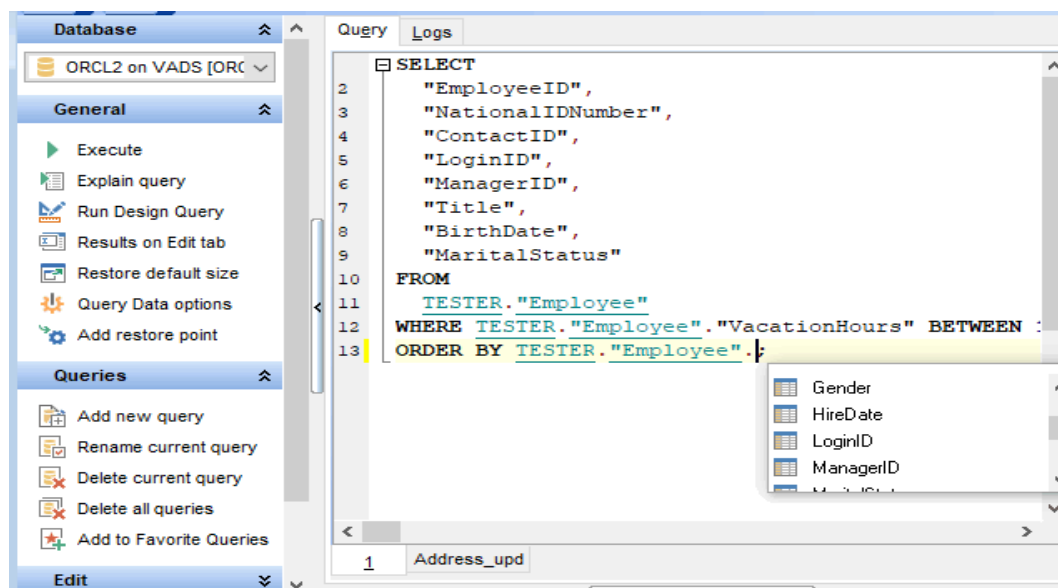 Database
ORCL2 on VADS [ORC
General
Execute
Explain query
Run Design Query
Results on Edit tab
Restore default size
Query Data options
Add restore point
Queries
Add new query
Rename current query
Delete current query
Delete all queries
Add to Favorite Queries
Edit
Query Logs
SELECT
2 "EmployeeID",
3 "NationalIDNumber",
4 "ContactID",
5 "LoginID",
6 "ManagerID",
7 "Title",
8 "BirthDate",
9 "MaritalStatus"
10 FROM
11 TESTER."Employee"
12 WHERE TESTER."Employee"."VacationHours" BETWEEN
13 ORDER BY TESTER."Employee".;
Gender
HireDate
LoginID
ManagerID
1 Address_upd